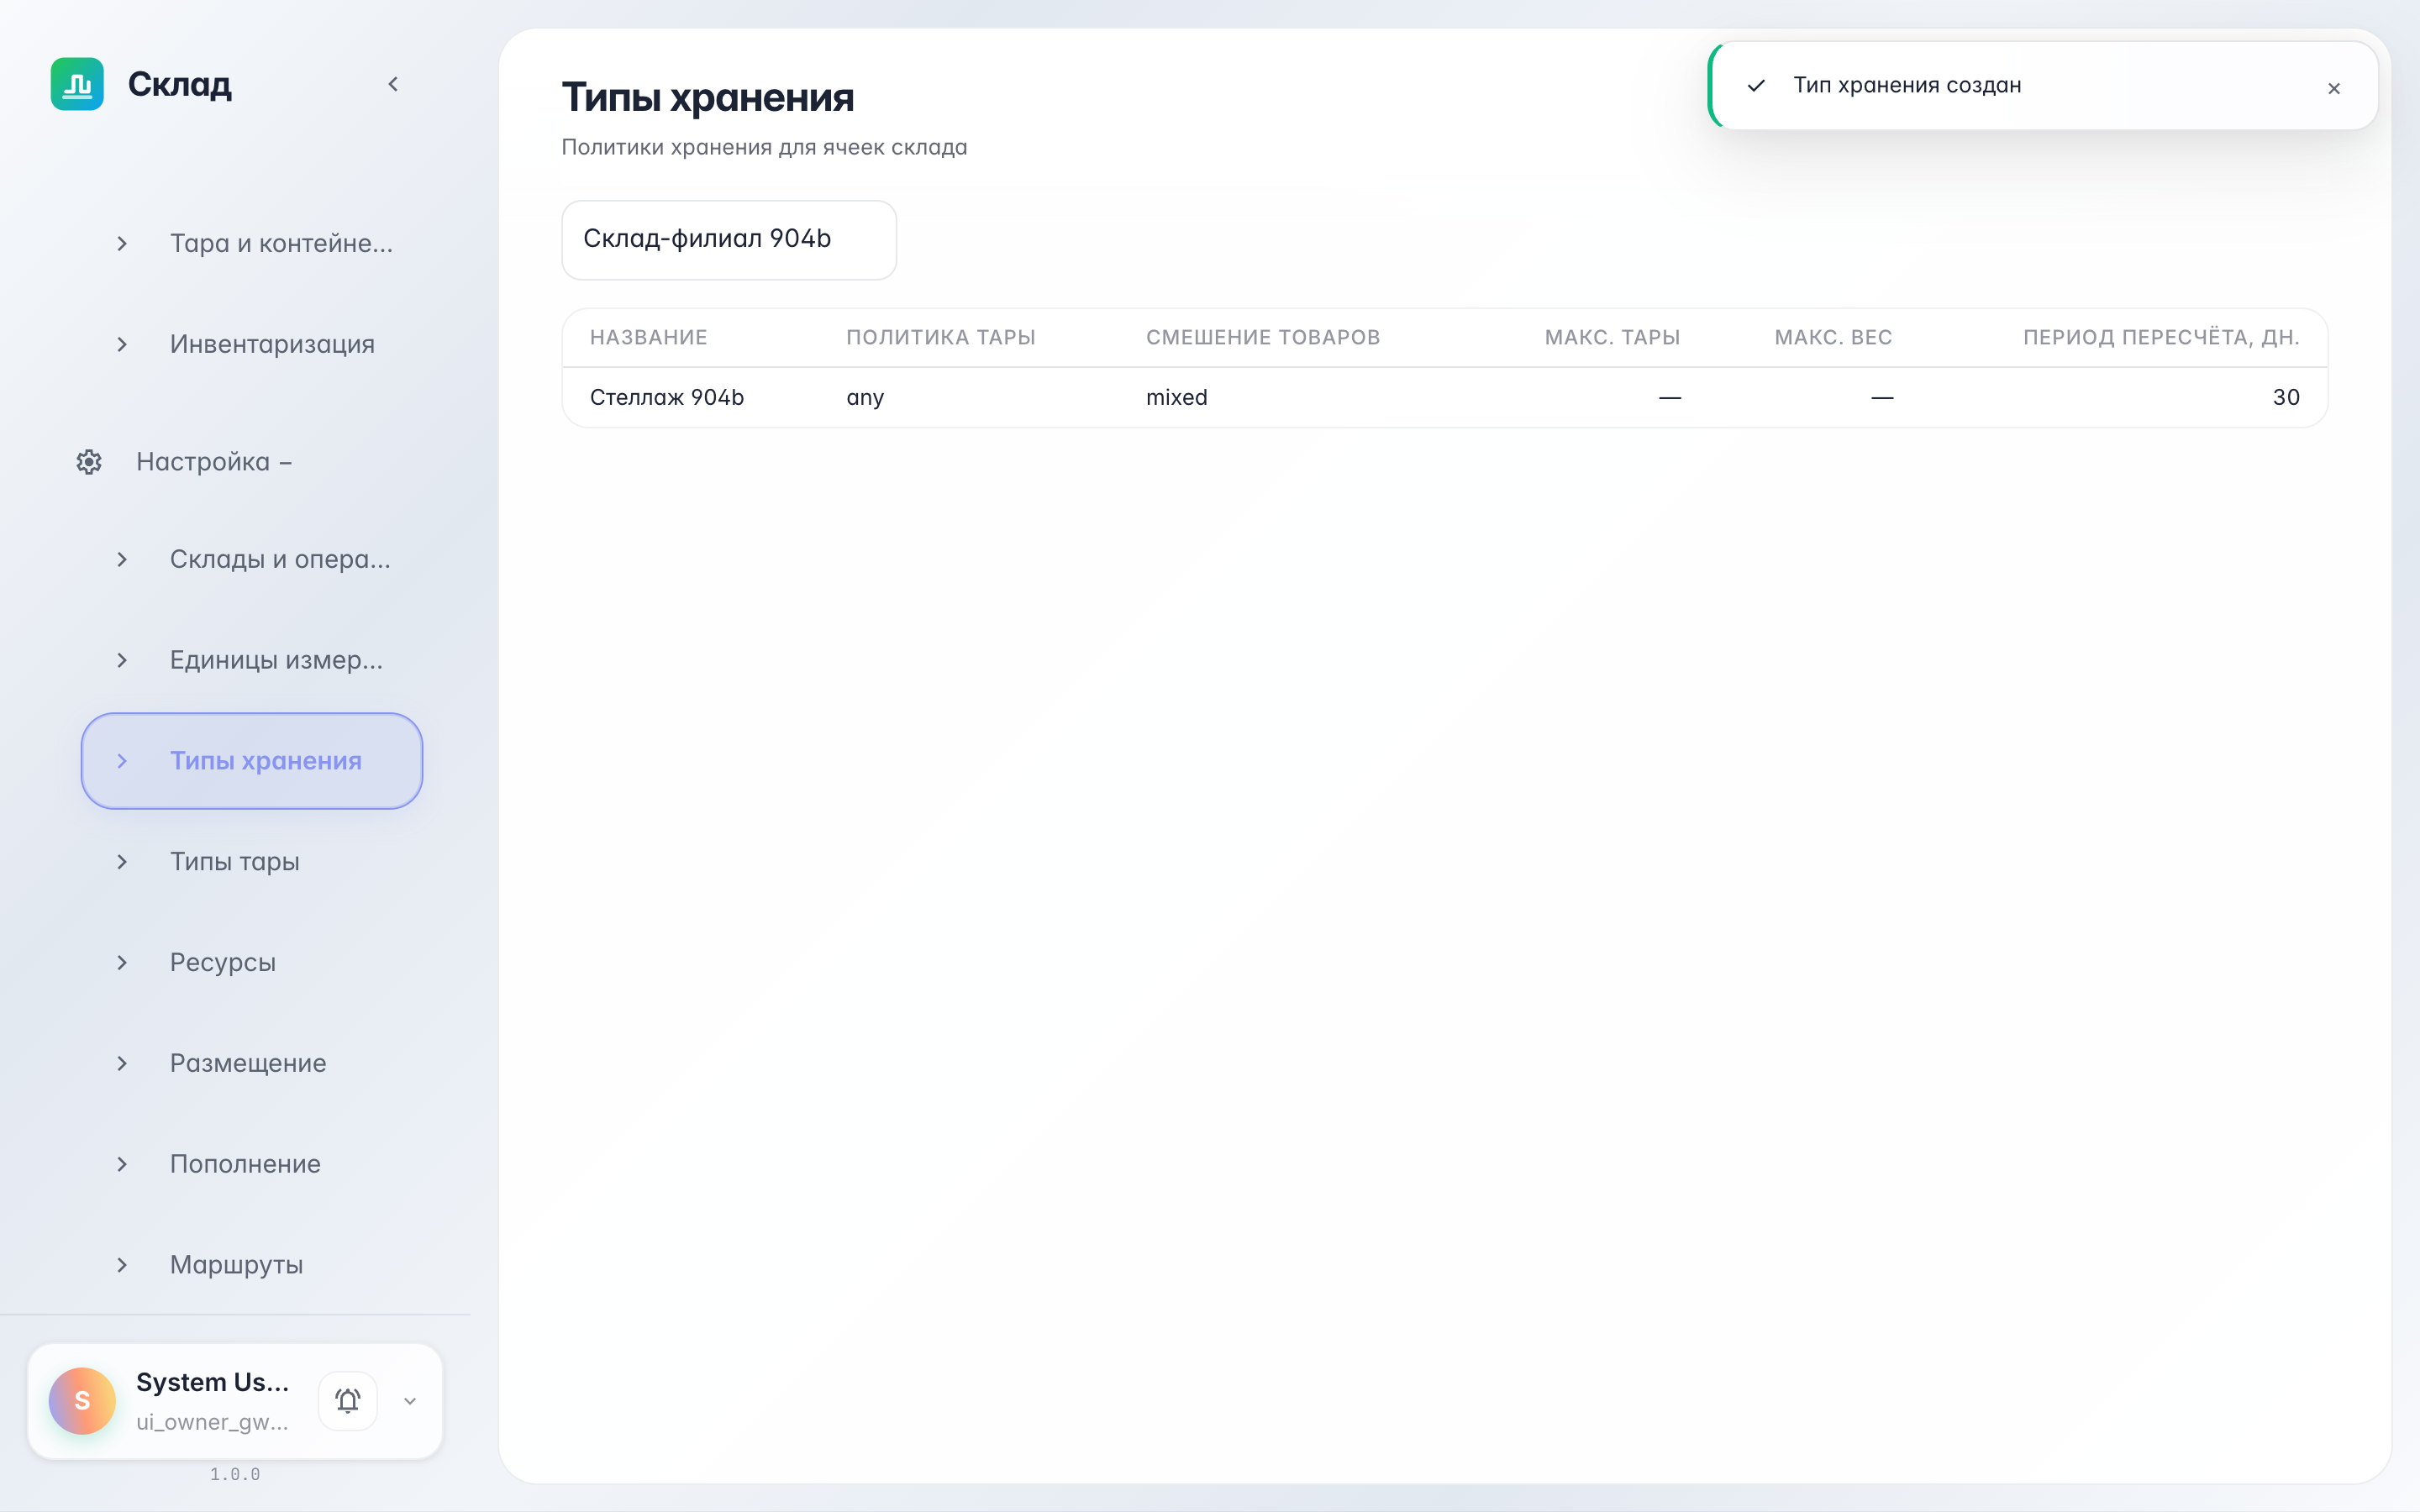 Склад
Тара и контейне...
Инвентаризация
Настройка –
Склады и опера...
Единицы измер...
Типы хранения
Типы тары
Ресурсы
Размещение
Пополнение
Маршруты
S
System Us...
ui_owner_gw...
1.0.0
Типы хранения
Политики хранения для ячеек склада
Тип хранения создан
Склад-филиал 904b
НАЗВАНИЕ ПОЛИТИКА ТАРЫ СМЕШЕНИЕ ТОВАРОВ МАКС. ТАРЫ МАКС. ВЕС ПЕРИОД ПЕРЕСЧЁТА, ДН.
Стеллаж 904b any mixed — — 30